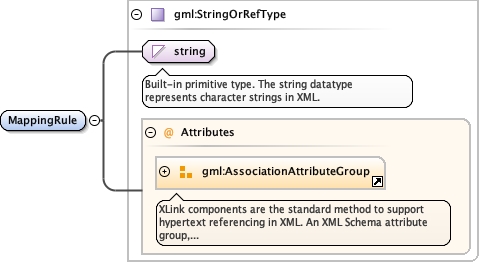 gml:StringOrRefType
string
Built-in primitive type. The string datatype
represents character strings in XML.
MappingRule
@ Attributes
gml:AssociationAttributeGroup
XLink components are the standard method to support
hypertext referencing in XML. An XML Schema attribute
group,...